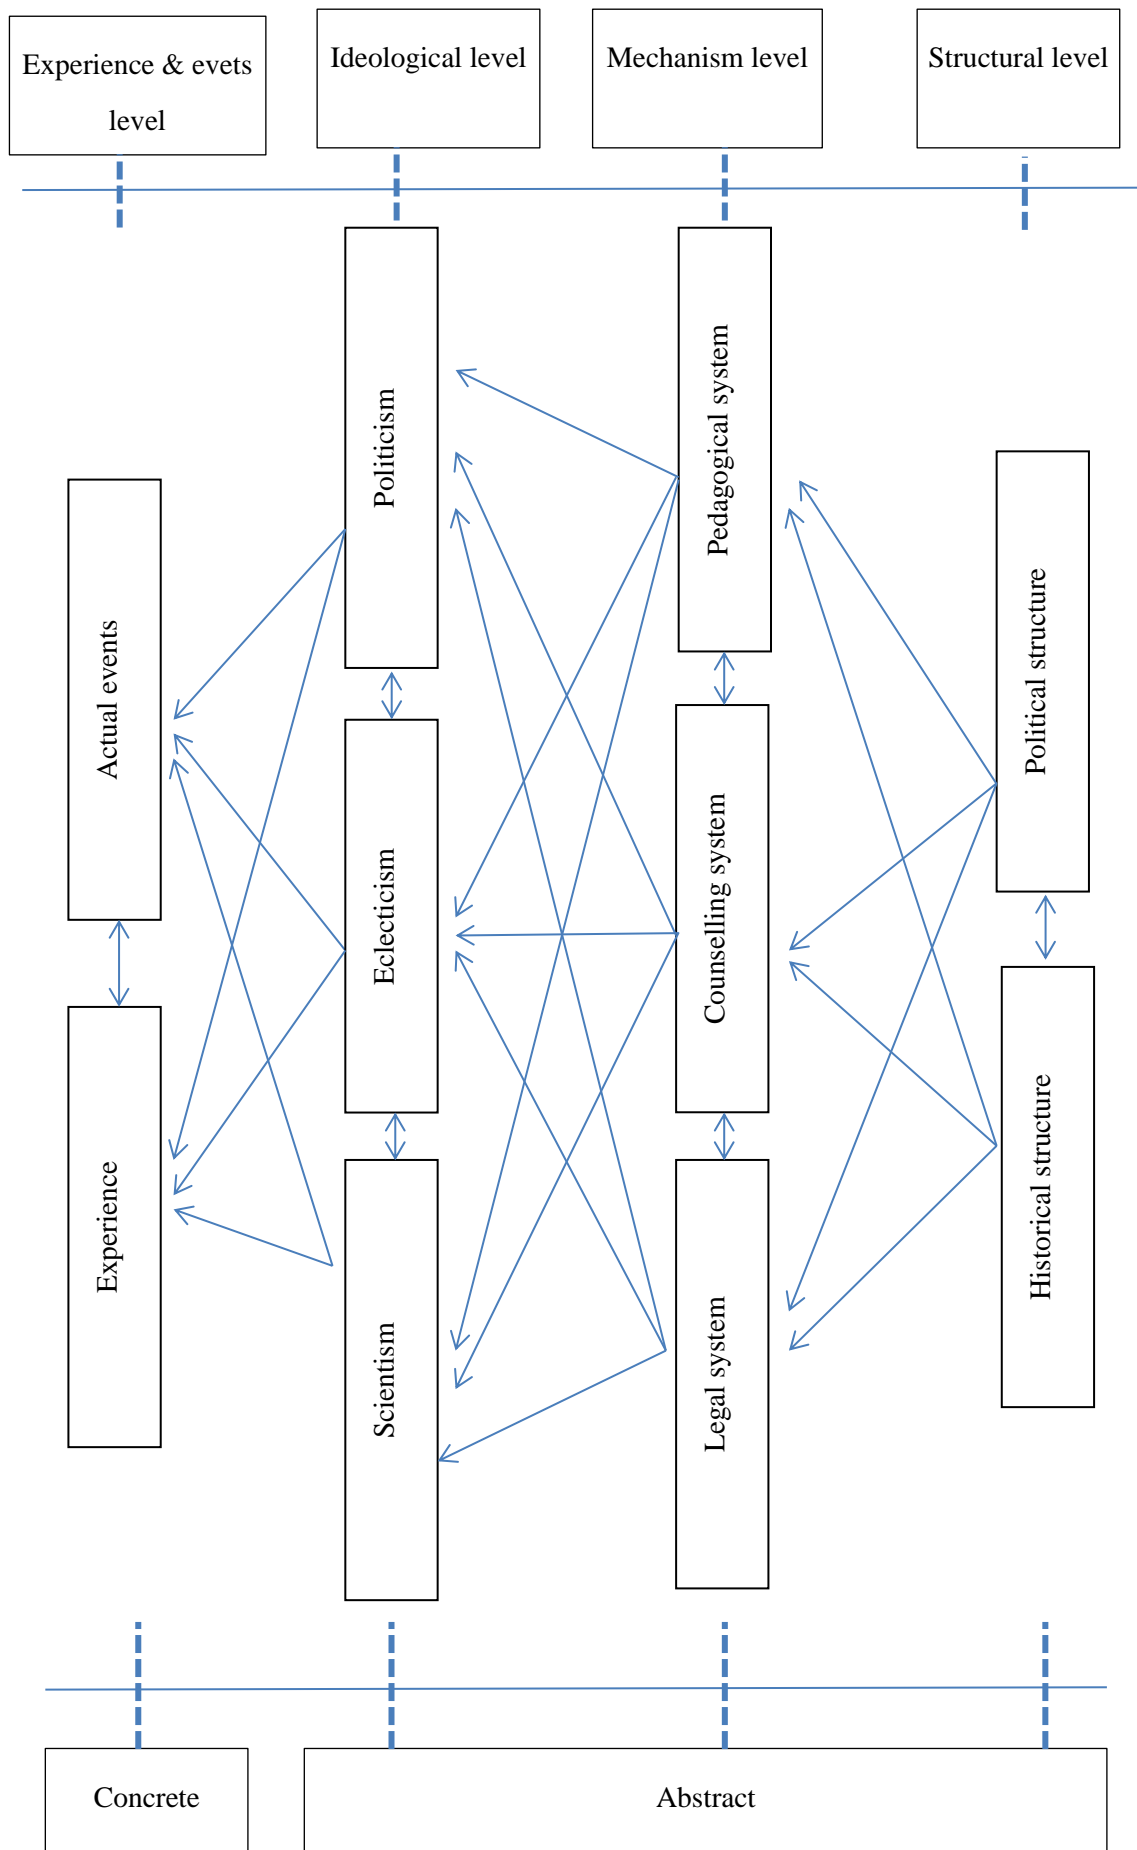 Experience & evets
level
Ideological level
Mechanism level
Structural level
Politicism
Pedagogical system
Actual events
Political structure
Eclecticism
Counselling system
Experience
Historical structure
Scientism
Legal system
Concrete
Abstract